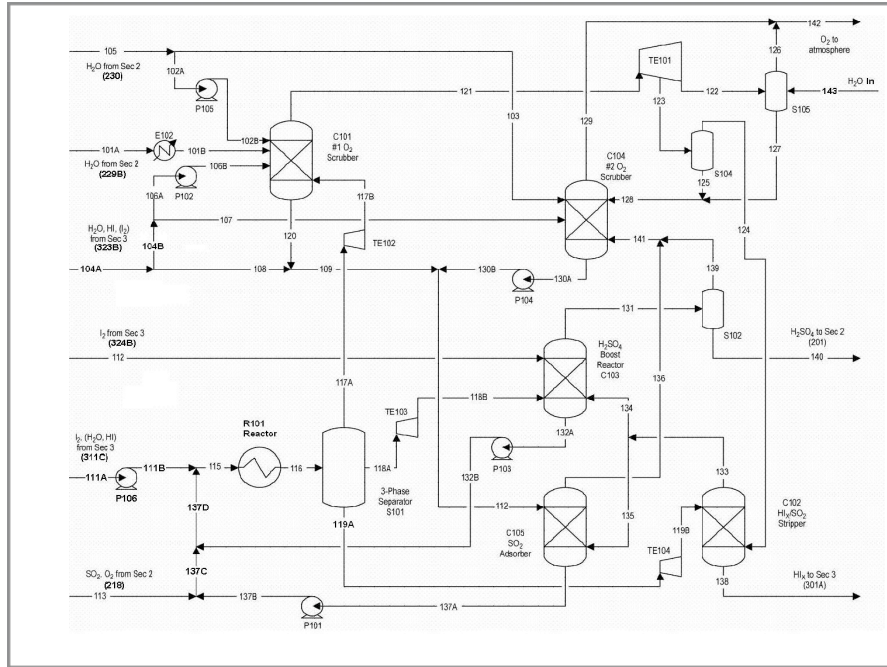 105
H2O from Sec 2
(230)
102A
P105
102B
101A
E102
101B
H2O from Sec 2
(229B)
P102
106B
106A
C101
#1 O2
Scrubber
121
103
129
TE101
123
122
142
O2 to
atmosphere
126
143
H2O In
S105
127
S104
125
124
128
C104
#2 O2
Scrubber
117B
TE102
120
107
H2O, HI, (I2)
from Sec 3
(323B)
104B
104A
108
109
130B
130A
P104
141
139
131
S102
H2SO4 to Sec 2
(201)
140
I2 from Sec 3
(324B)
112
117A
H2SO4
Boost
Reactor
C103
136
TE103
118B
118A
132A
P103
132B
134
133
I2, (H2O, HI)
from Sec 3
(311C)
111A
111B
P106
115
R101
Reactor
116
3-Phase
Separator
S101
119A
112
135
C105
SO2
Adsorber
119B
TE104
C102
HIx/SO2
Stripper
137D
137C
SO2, O2 from Sec 2
(218)
113
137B
P101
137A
138
HIx to Sec 3
(301A)